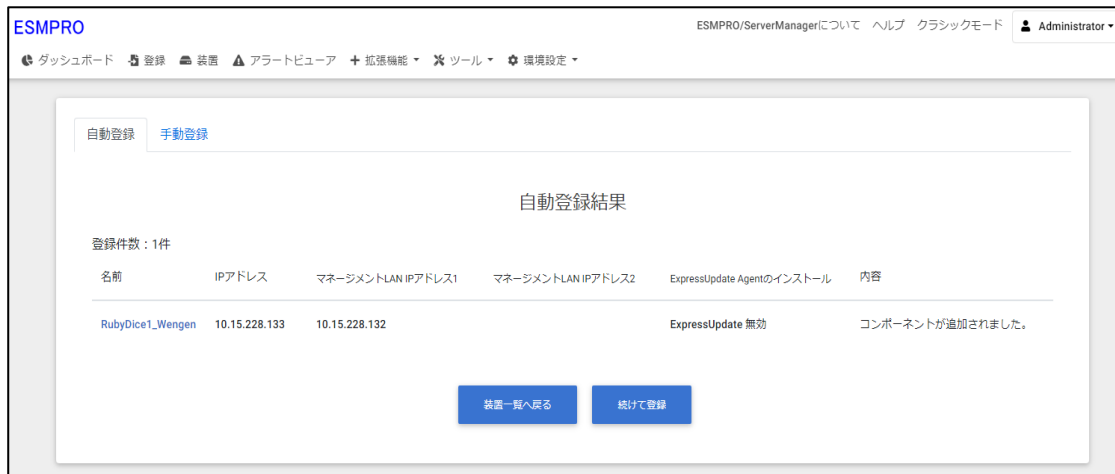 ESMPRO
ESMPRO/ServerManagerについて ヘルプ クラシックモード Administrator
ダッシュボード 登録 装置 アラートビューア 拡張機能 ツール 環境設定
自動登録 手動登録
自動登録結果
登録件数:1件
名前 IPアドレス マネージメントLAN IPアドレス1 マネージメントLAN IPアドレス2 ExpressUpdate Agentのインストール 内容
RubyDice1_Wengen 10.15.228.133 10.15.228.132 ExpressUpdate 無効 コンポーネントが追加されました。
装置一覧へ戻る 続けて登録